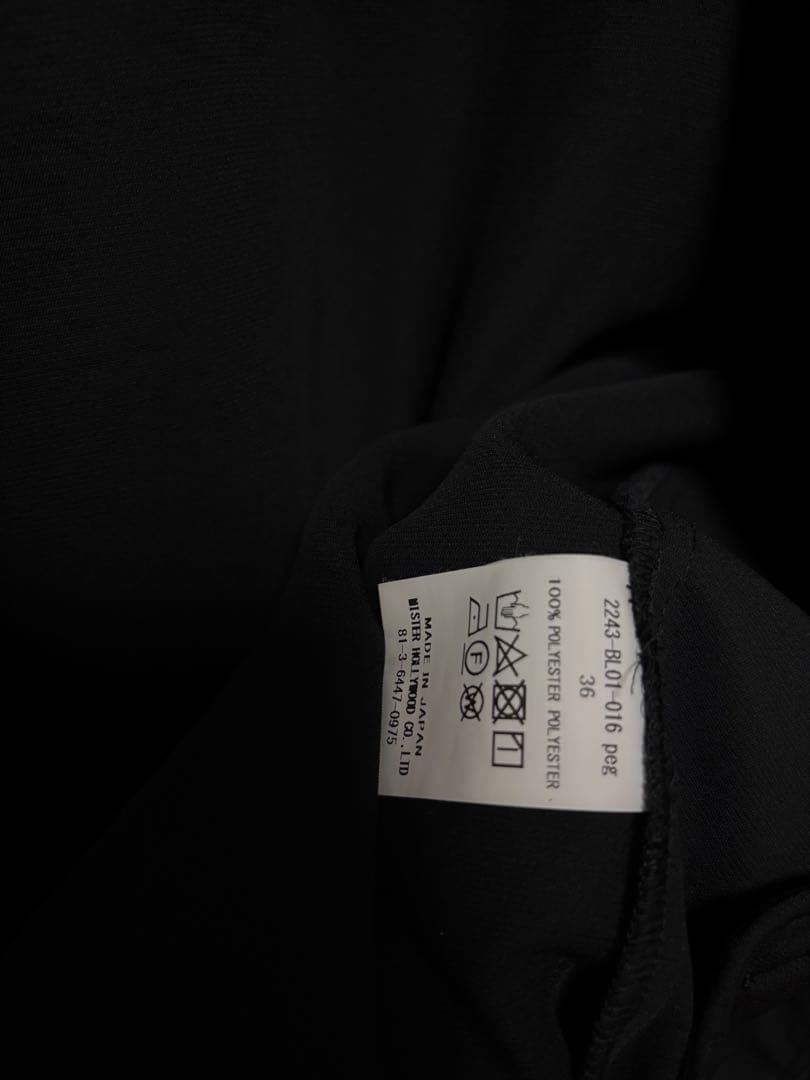 2243-BL01-016 peg
36
100% POLYESTER POLYESTER
F
W
MADE IN JAPAN
MISTER HOLLYWOOD CO.,LTD
81-3-6447-0975